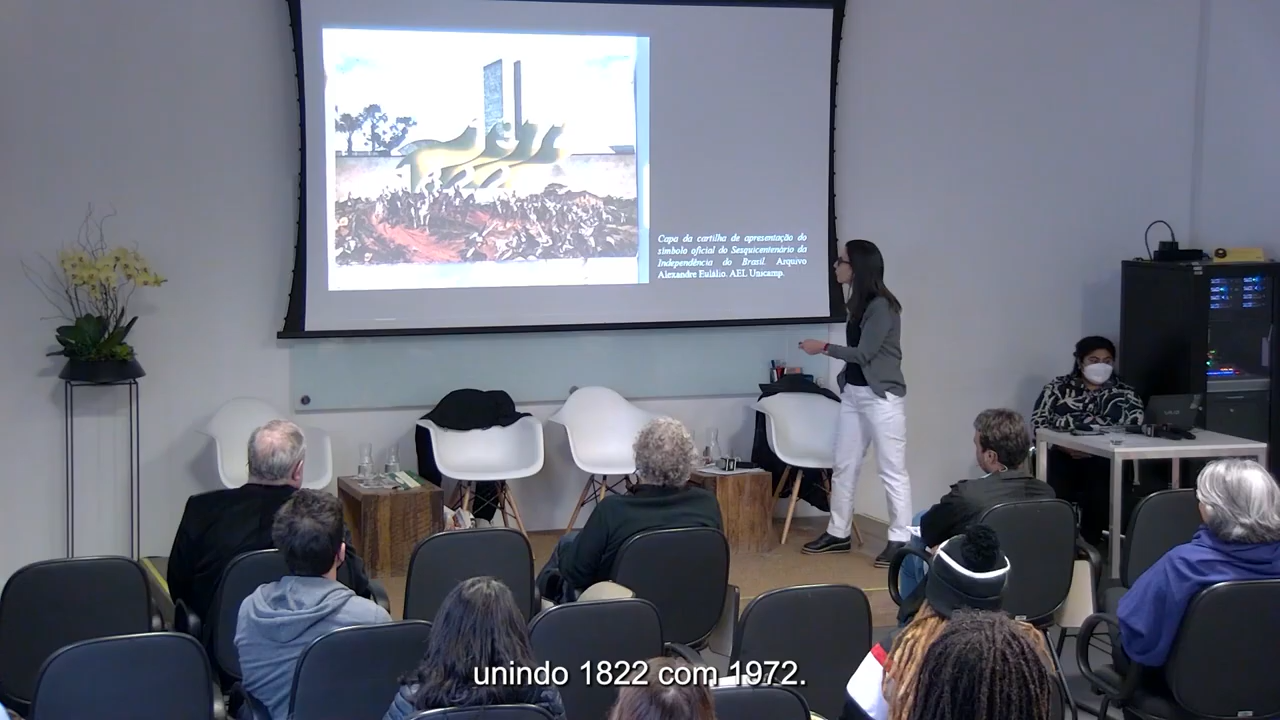 Capa da cartilha de apresentação do
símbolo oficial do Sesquicentenário da
Independência do Brasil. Arquivo
Alexandre Eulálio. AEL Unicamp.
unindo 1822 com 1972.